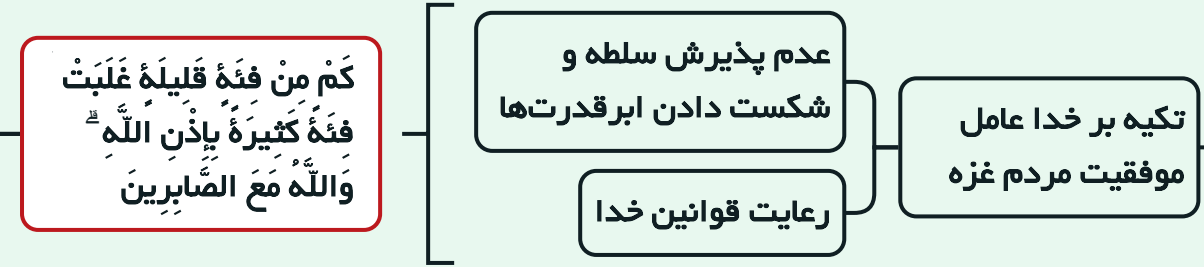 تکیه بر خدا عامل
موفقیت مردم غزه
عدم پذیرش سلطه و
شکست دادن ابرقدرت‌ها
رعایت قوانین خدا
كَمْ مِنْ فِئَةٍ قَلِيلَةٍ غَلَبَتْ
فِئَةً كَثِيرَةً بِإِذْنِ اللَّهِ ۗ
وَاللَّهُ مَعَ الصَّابِرِينَ